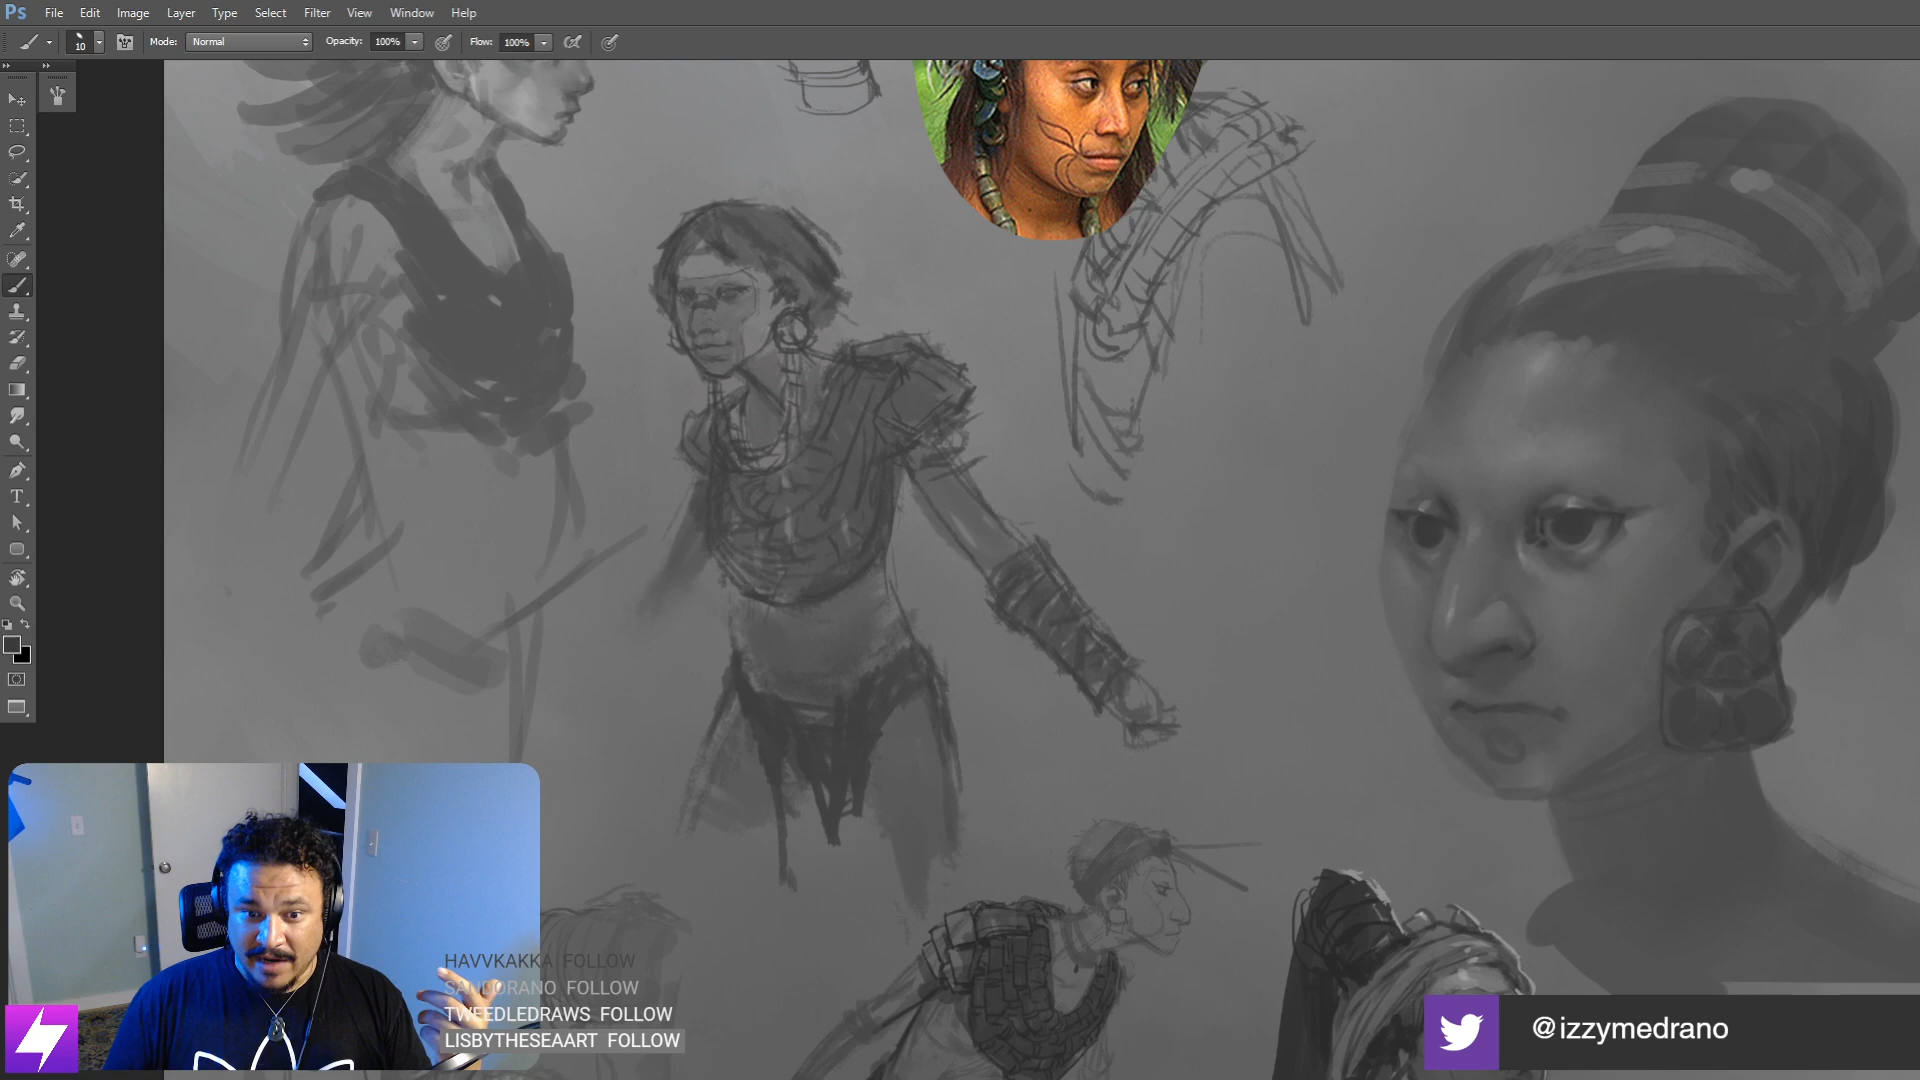 Ps File Edit Image Layer Type Select Filter View Window Help
10 Mode: Normal Opacity: 100% Flow: 100%
T
HAVVKAKKA FOLLOW
SANDORANO FOLLOW
TWEEDLEDRAWS FOLLOW
LISBYTHESEAART FOLLOW
@izzymedrano